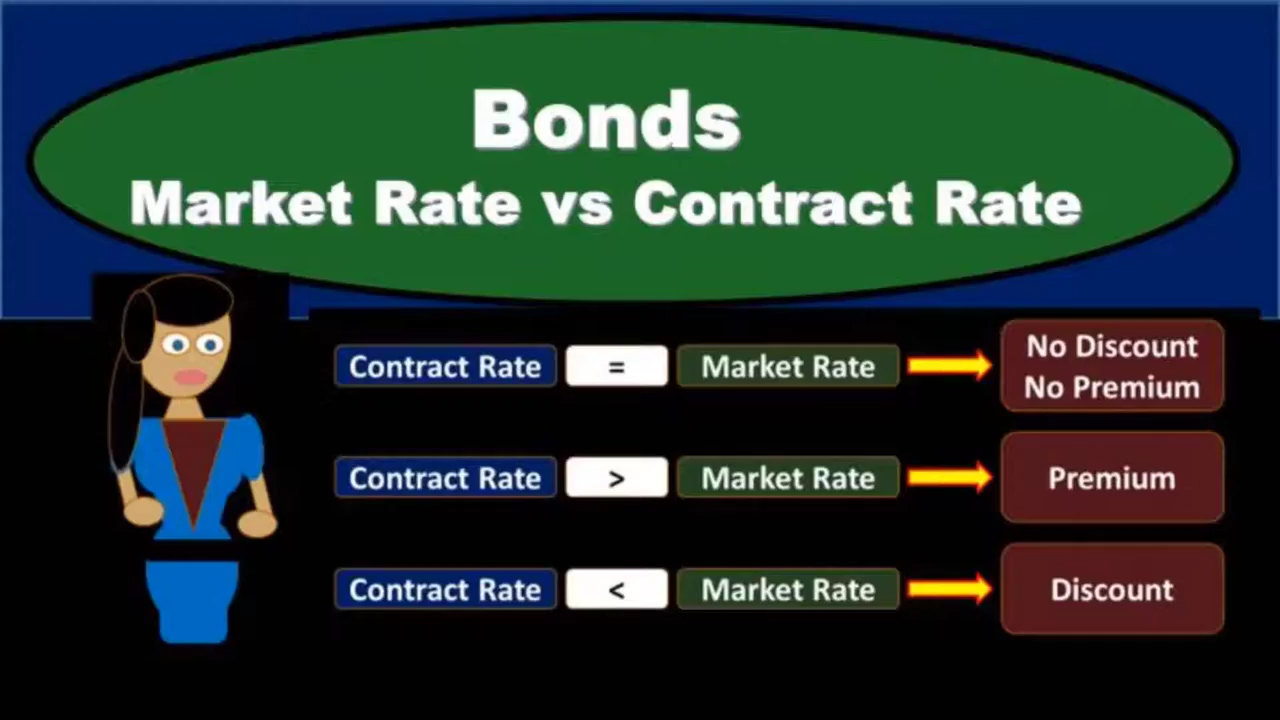 Bonds
Market Rate vs Contract Rate
Contract Rate = Market Rate No Discount
No Premium
Contract Rate > Market Rate Premium
Contract Rate < Market Rate Discount